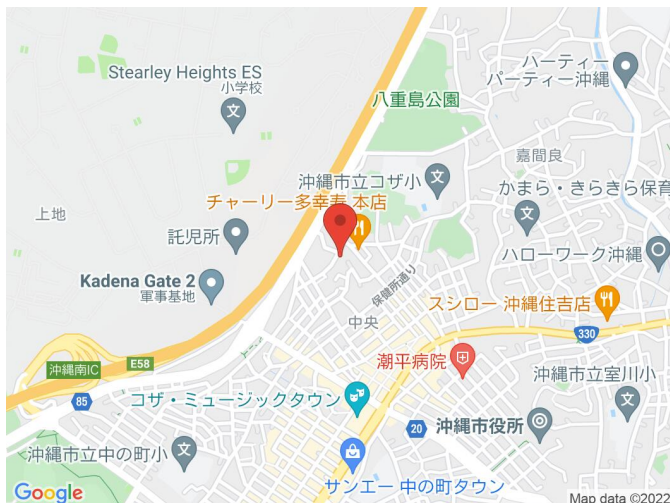 Stearley Heights ES
小学校
ハーティー
パーティー沖縄
八重島公園
嘉間良
沖縄市立コザ小
チャーリー多幸寿 本店
かまら・きらきら保育
上地
託児所
ハローワーク沖縄
Kadena Gate 2
軍事基地
保健所通り
スシロー 沖縄住吉店
中央
330
沖縄南IC
E58
潮平病院
沖縄市立室川小
85
コザ・ミュージックタウン
20
沖縄市役所
沖縄市立中の町小
サンエー 中の町タウン
Google
Map data ©2022